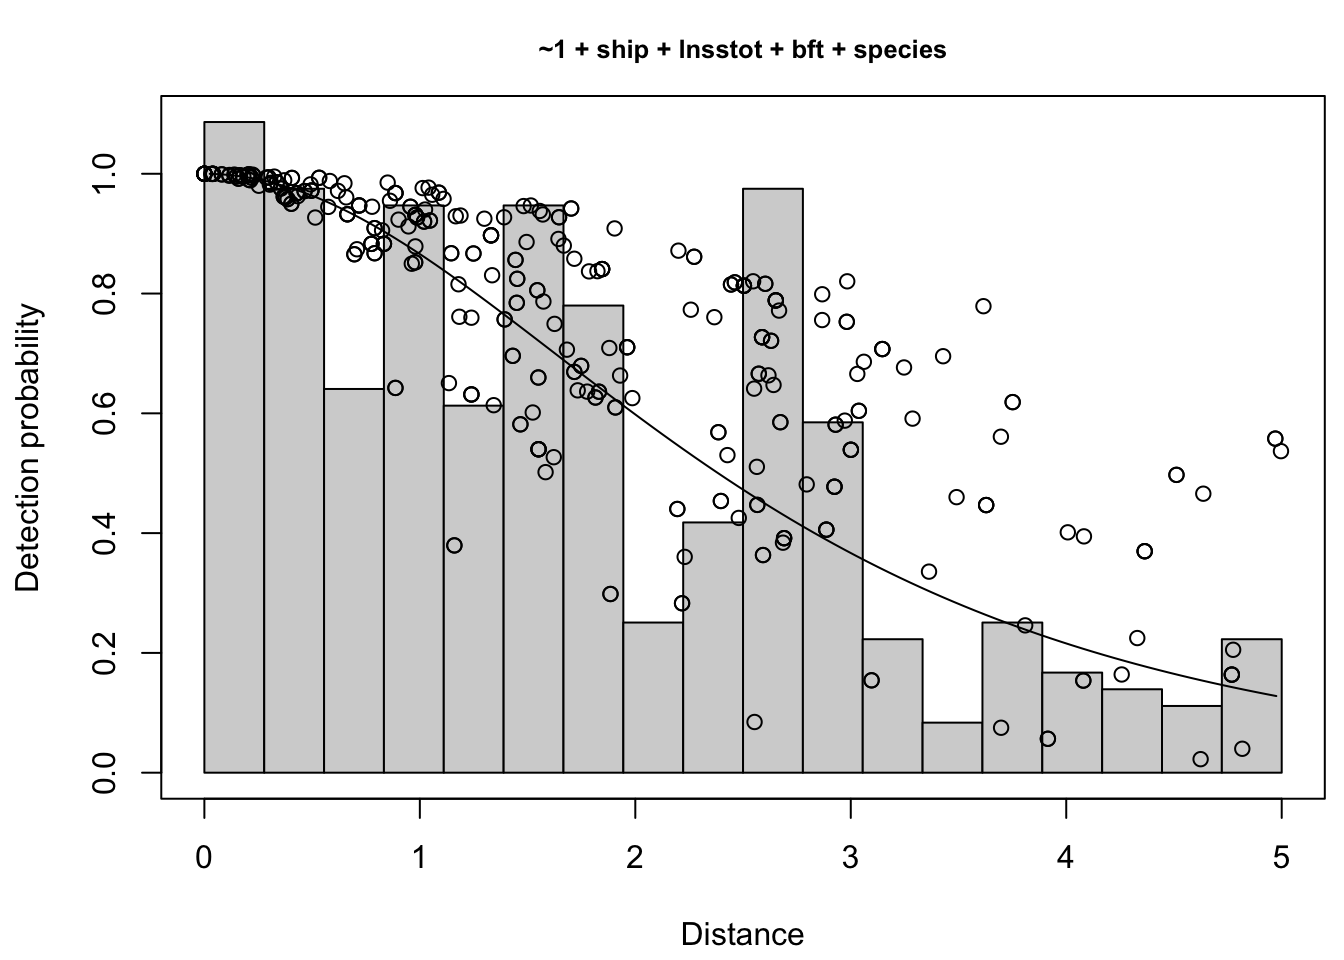 ~1 + ship + lnsstot + bft + species
Detection probability
1.0
0.8
0.6
0.4
0.2
0.0
0 1 2 3 4 5
Distance